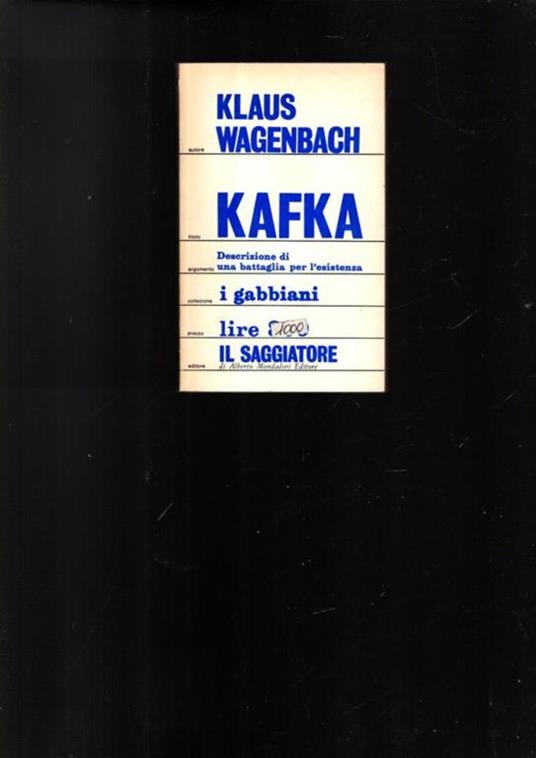 KLAUS
autore WAGENBACH
titolo KAFKA
Descrizione di
argomento una battaglia per l'esistenza
collezione i gabbiani
prezzo lire 1000
editore IL SAGGIATORE
di Alberto Mondadori Editore